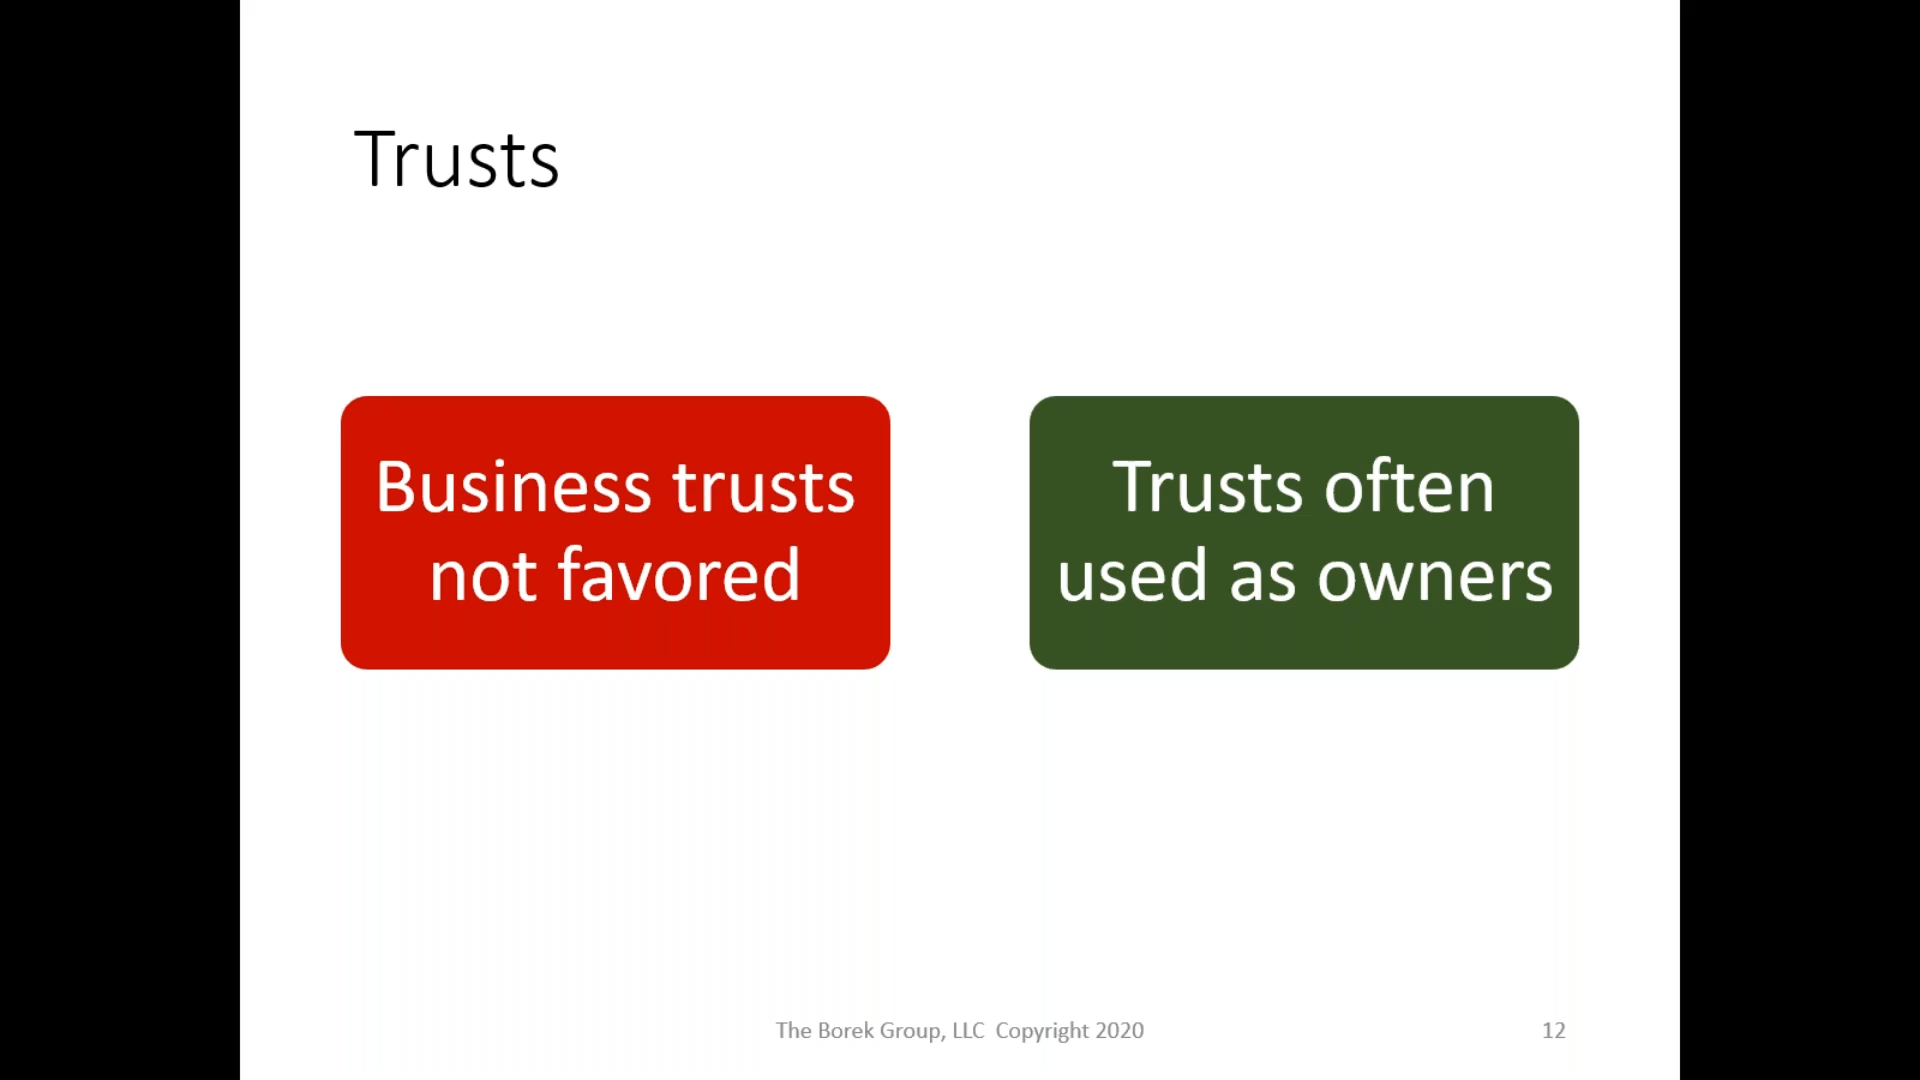 Trusts
Business trusts
not favored
Trusts often
used as owners
The Borek Group, LLC  Copyright 2020
12